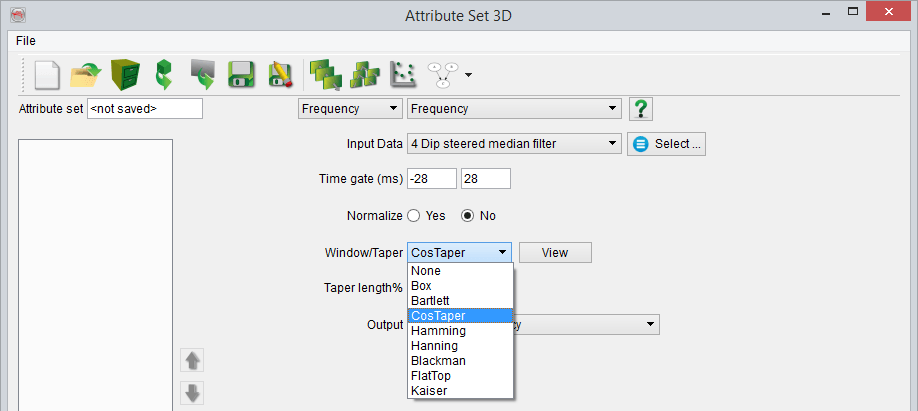 Attribute Set 3D
File
Attribute set <not saved> Frequency Frequency ?
Input Data 4 Dip steered median filter Select ...
Time gate (ms) -28 28
Normalize Yes No
Window/Taper CosTaper View
None
Taper length% Box
Bartlett
CosTaper
Output Hamming cy
Hanning
Blackman
FlatTop
Kaiser